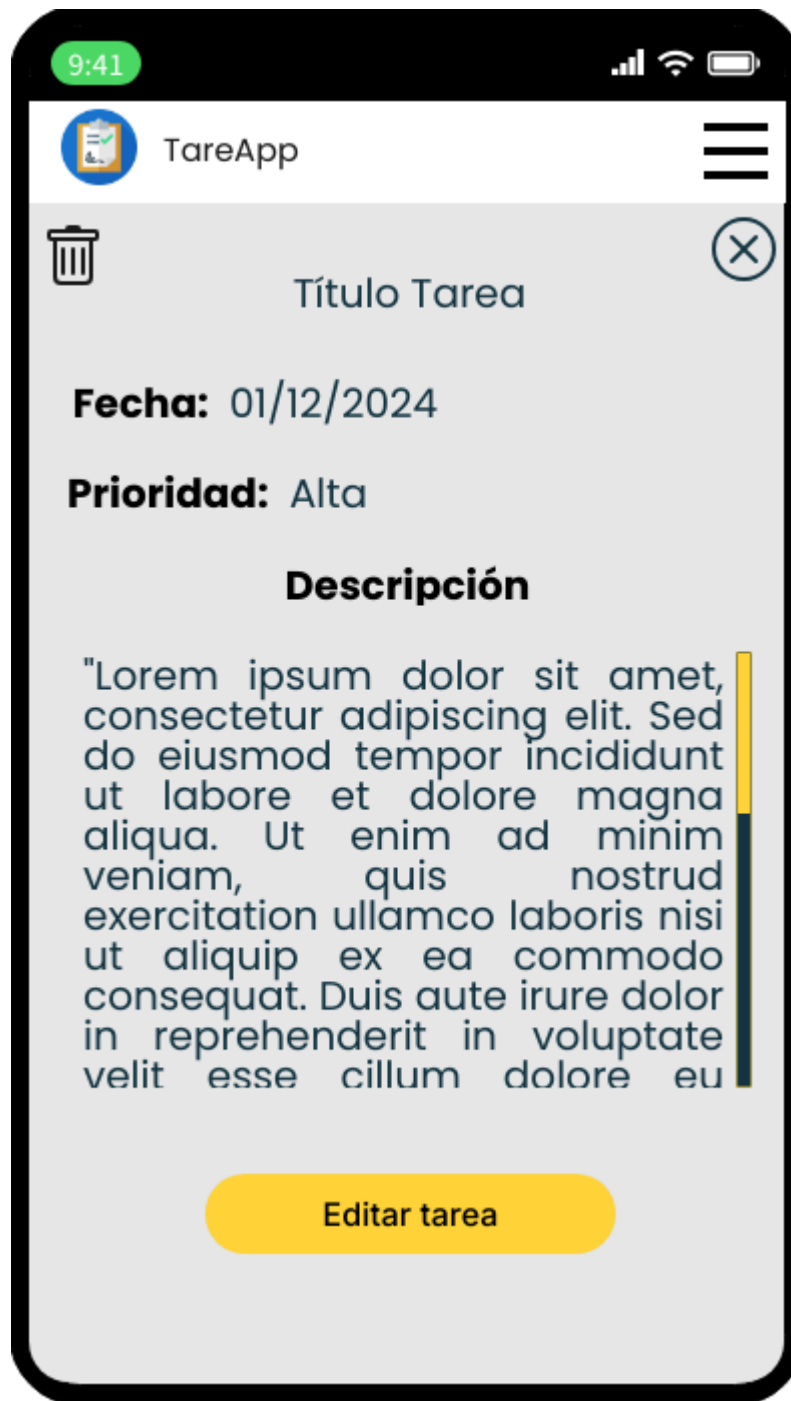 9:41
TareApp
Título Tarea
Fecha: 01/12/2024
Prioridad: Alta
Descripción
"Lorem ipsum dolor sit amet,
consectetur adipiscing elit. Sed
do eiusmod tempor incididunt
ut labore et dolore magna
aliqua. Ut enim ad minim
veniam, quis nostrud
exercitation ullamco laboris nisi
ut aliquip ex ea commodo
consequat. Duis aute irure dolor
in reprehenderit in voluptate
velit esse cillum dolore eu
Editar tarea